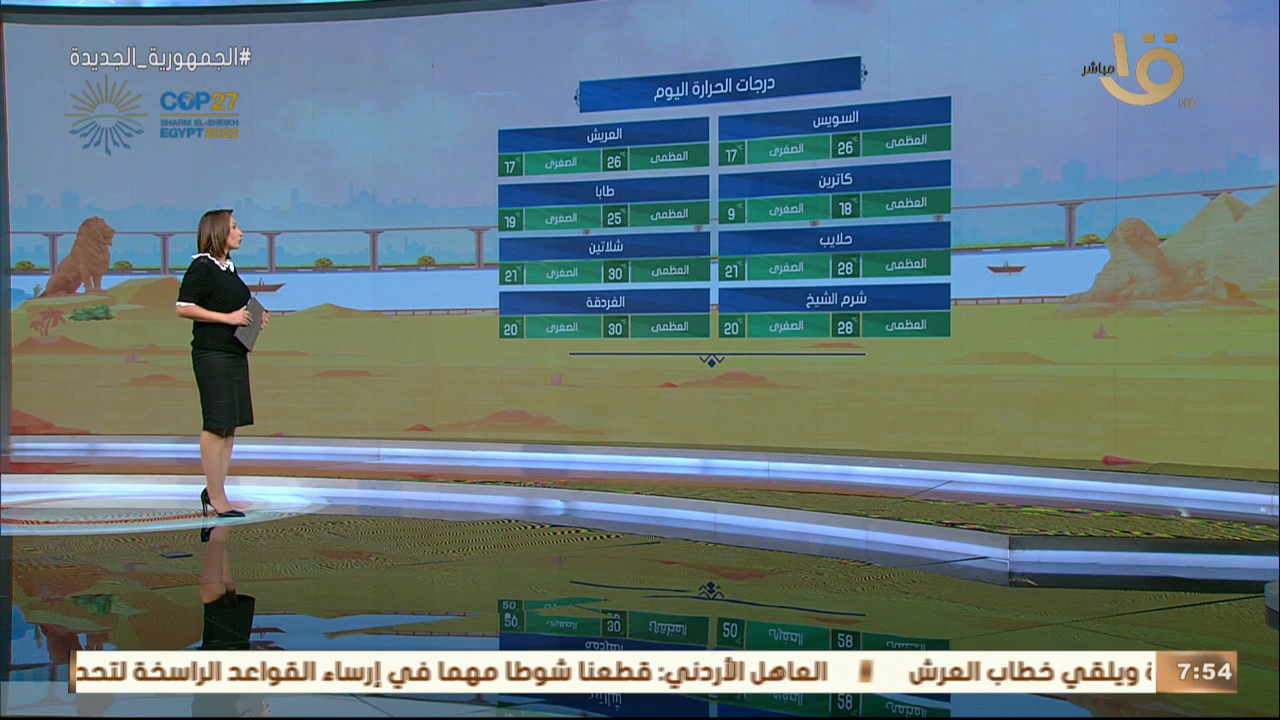 #الجمهورية_الجديدة
COP27
SHARM EL-SHEIKH
EGYPT 2022
مباشر
HD
درجات الحرارة اليوم
السويس
العظمى 26°c الصغرى 17°c
العريش
العظمى 26°c الصغرى 17°c
كاترين
العظمى 18°c الصغرى 9°c
طابا
العظمى 25°c الصغرى 19°c
حلايب
العظمى 28°c الصغرى 21°c
شلاتين
العظمى 30°c الصغرى 21°c
شرم الشيخ
العظمى 28°c الصغرى 20°c
الغردقة
العظمى 30°c الصغرى 20°c
7:54
ة ويلقي خطاب العرش العاهل الأردني: قطعنا شوطا مهما في إرساء القواعد الراسخة لتحد